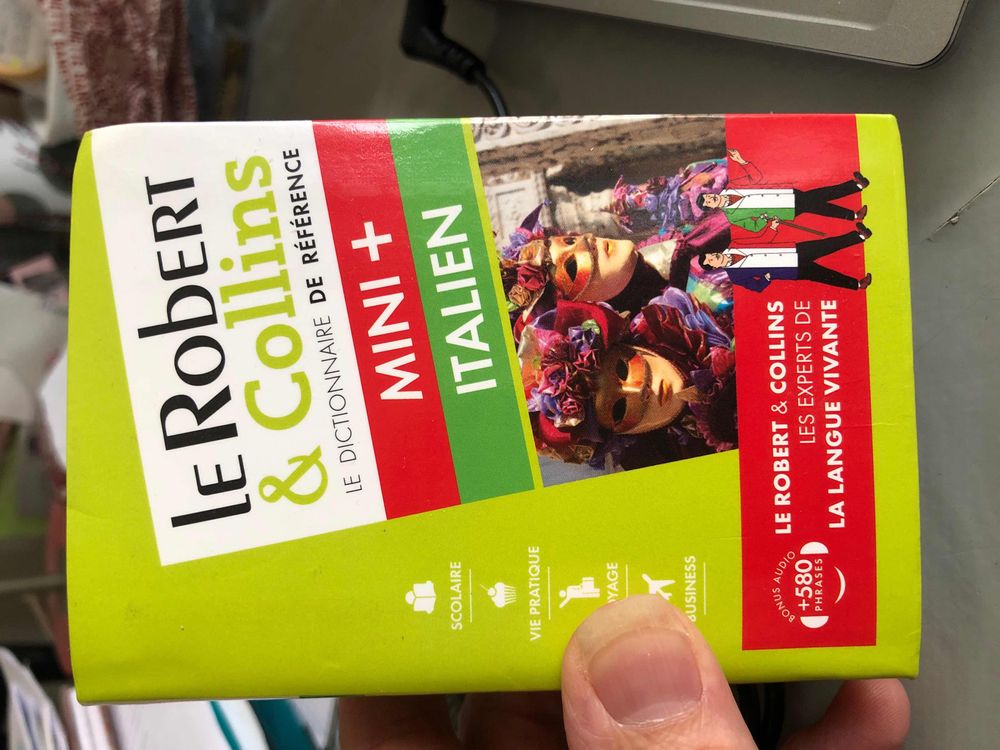 LE ROBERT
& Collins
LE DICTIONNAIRE DE RÉFÉRENCE
MINI +
ITALIEN
SCOLAIRE
VIE PRATIQUE
BUSINESS
LE ROBERT & COLLINS
LES EXPERTS DE
LA LANGUE VIVANTE
BONUS AUDIO
+580
PHRASES